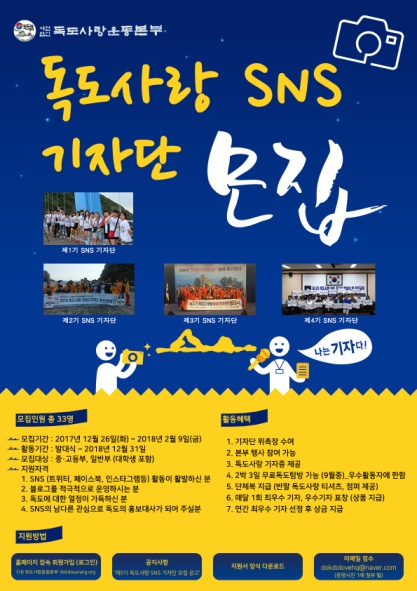 사단법인 독도사랑운동본부
독도사랑 SNS
기자단 모집
제1기 SNS 기자단
제2기 SNS 기자단
제3기 SNS 기자단
제4기 SNS 기자단
나는 기자다!
모집인원 총 33명
모집기간 : 2017년 12월 26일(화) ~ 2018년 2월 9일(금)
활동기간 : 발대식 ~ 2018년 12월 31일
모집대상 : 중·고등부, 일반부 (대학생 포함)
지원자격
1. SNS (트위터, 페이스북, 인스타그램등) 활동이 활발하신 분
2. 블로그를 적극적으로 운영하시는 분
3. 독도에 대한 열정이 가득하신 분
4. SNS의 남다른 관심으로 독도의 홍보대사가 되어 주실분
활동혜택
1. 기자단 위촉장 수여
2. 본부 행사 참여 가능
3. 독도사랑 기자증 제공
4. 2박 3일 무료독도탐방 가능 (9월중)_우수활동자에 한함
5. 단체복 지급 (반팔 독도사랑 티셔츠, 점퍼 제공)
6. 매달 1회 최우수 기자, 우수기자 표창 (상품 지급)
7. 연간 최우수 기자 선정 후 상금 지급
지원방법
홈페이지 접속 회원가입 (로그인)
dokdosarang.org
공지사항
"제5기 독도사랑 SNS 기자단 모집 공고"
지원서 양식 다운로드
이메일 접수
dokdolovehq@naver.com
(증명사진 1매 첨부 필)